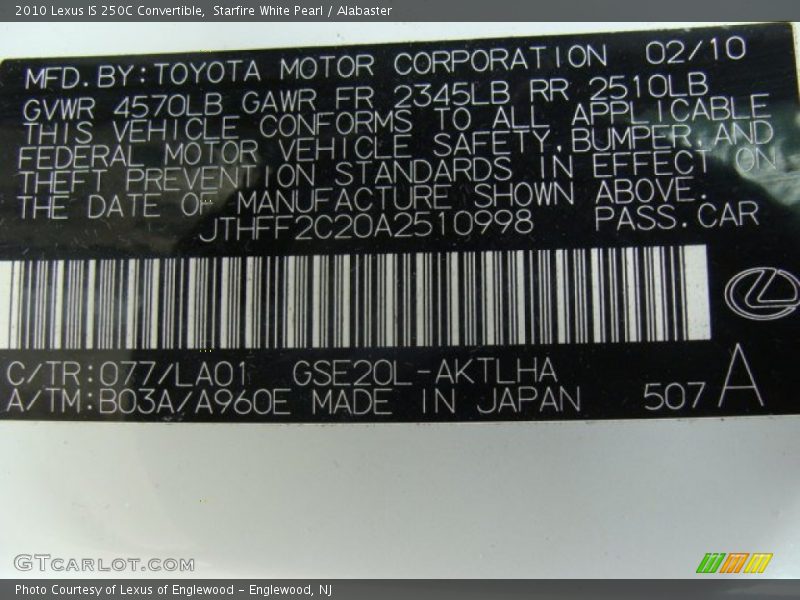 2010 Lexus IS 250C Convertible, Starfire White Pearl / Alabaster
MFD.BY:TOYOTA MOTOR CORPORATION 02/10
GVWR 4570LB GAWR FR 2345LB RR 2510LB
THIS VEHICLE CONFORMS TO ALL APPLICABLE
FEDERAL MOTOR VEHICLE SAFETY,BUMPER,AND
THEFT PREVENTION STANDARDS IN EFFECT ON
THE DATE OF MANUFACTURE SHOWN ABOVE.
JTHFF2C20A2510998 PASS.CAR
C/TR:077/LA01 GSE20L-AKTLHA
A/TM:B03A/A960E MADE IN JAPAN 507 A
GTCARLOT.COM
Photo Courtesy of Lexus of Englewood – Englewood, NJ